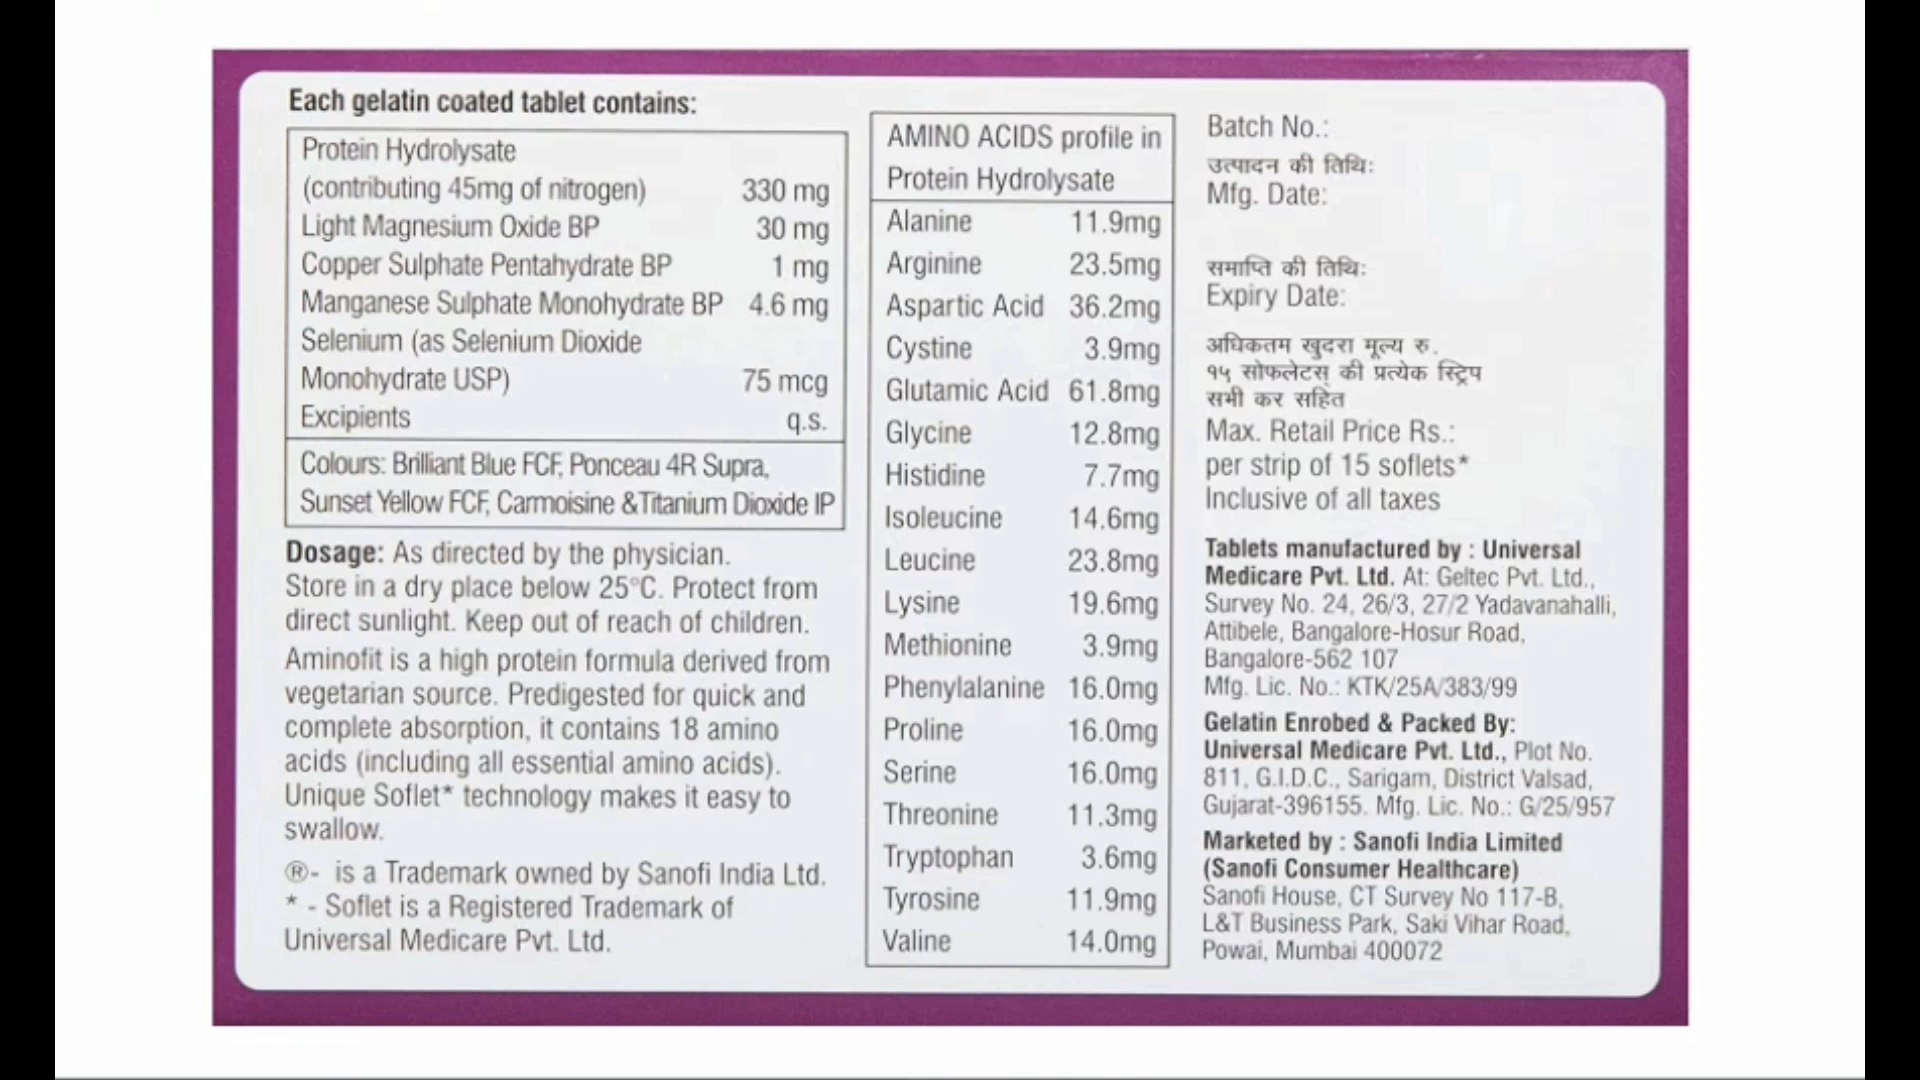 Each gelatin coated tablet contains:
Protein Hydrolysate
(contributing 45mg of nitrogen) 330 mg
Light Magnesium Oxide BP 30 mg
Copper Sulphate Pentahydrate BP 1 mg
Manganese Sulphate Monohydrate BP 4.6 mg
Selenium (as Selenium Dioxide
Monohydrate USP) 75 mcg
Excipients q.s.
Colours: Brilliant Blue FCF, Ponceau 4R Supra,
Sunset Yellow FCF, Carmoisine &Titanium Dioxide IP
Dosage: As directed by the physician.
Store in a dry place below 25°C. Protect from
direct sunlight. Keep out of reach of children.
Aminofit is a high protein formula derived from
vegetarian source. Predigested for quick and
complete absorption, it contains 18 amino
acids (including all essential amino acids).
Unique Soflet* technology makes it easy to
swallow.
®- is a Trademark owned by Sanofi India Ltd.
* - Soflet is a Registered Trademark of
Universal Medicare Pvt. Ltd.
AMINO ACIDS profile in
Protein Hydrolysate
Alanine 11.9mg
Arginine 23.5mg
Aspartic Acid 36.2mg
Cystine 3.9mg
Glutamic Acid 61.8mg
Glycine 12.8mg
Histidine 7.7mg
Isoleucine 14.6mg
Leucine 23.8mg
Lysine 19.6mg
Methionine 3.9mg
Phenylalanine 16.0mg
Proline 16.0mg
Serine 16.0mg
Threonine 11.3mg
Tryptophan 3.6mg
Tyrosine 11.9mg
Valine 14.0mg
Batch No.:
उत्पादन की तिथि:
Mfg. Date:
समाप्ति की तिथि:
Expiry Date:
अधिकतम खुदरा मूल्य रु.
१५ सोफलेटस् की प्रत्येक स्ट्रिप
सभी कर सहित
Max. Retail Price Rs.:
per strip of 15 soflets*
Inclusive of all taxes
Tablets manufactured by : Universal
Medicare Pvt. Ltd. At: Geltec Pvt. Ltd.,
Survey No. 24, 26/3, 27/2 Yadavanahalli,
Attibele, Bangalore-Hosur Road,
Bangalore-562 107
Mfg. Lic. No.: KTK/25A/383/99
Gelatin Enrobed & Packed By:
Universal Medicare Pvt. Ltd., Plot No.
811, G.I.D.C., Sarigam, District Valsad,
Gujarat-396155. Mfg. Lic. No.: G/25/957
Marketed by : Sanofi India Limited
(Sanofi Consumer Healthcare)
Sanofi House, CT Survey No 117-B,
L&T Business Park, Saki Vihar Road,
Powai, Mumbai 400072